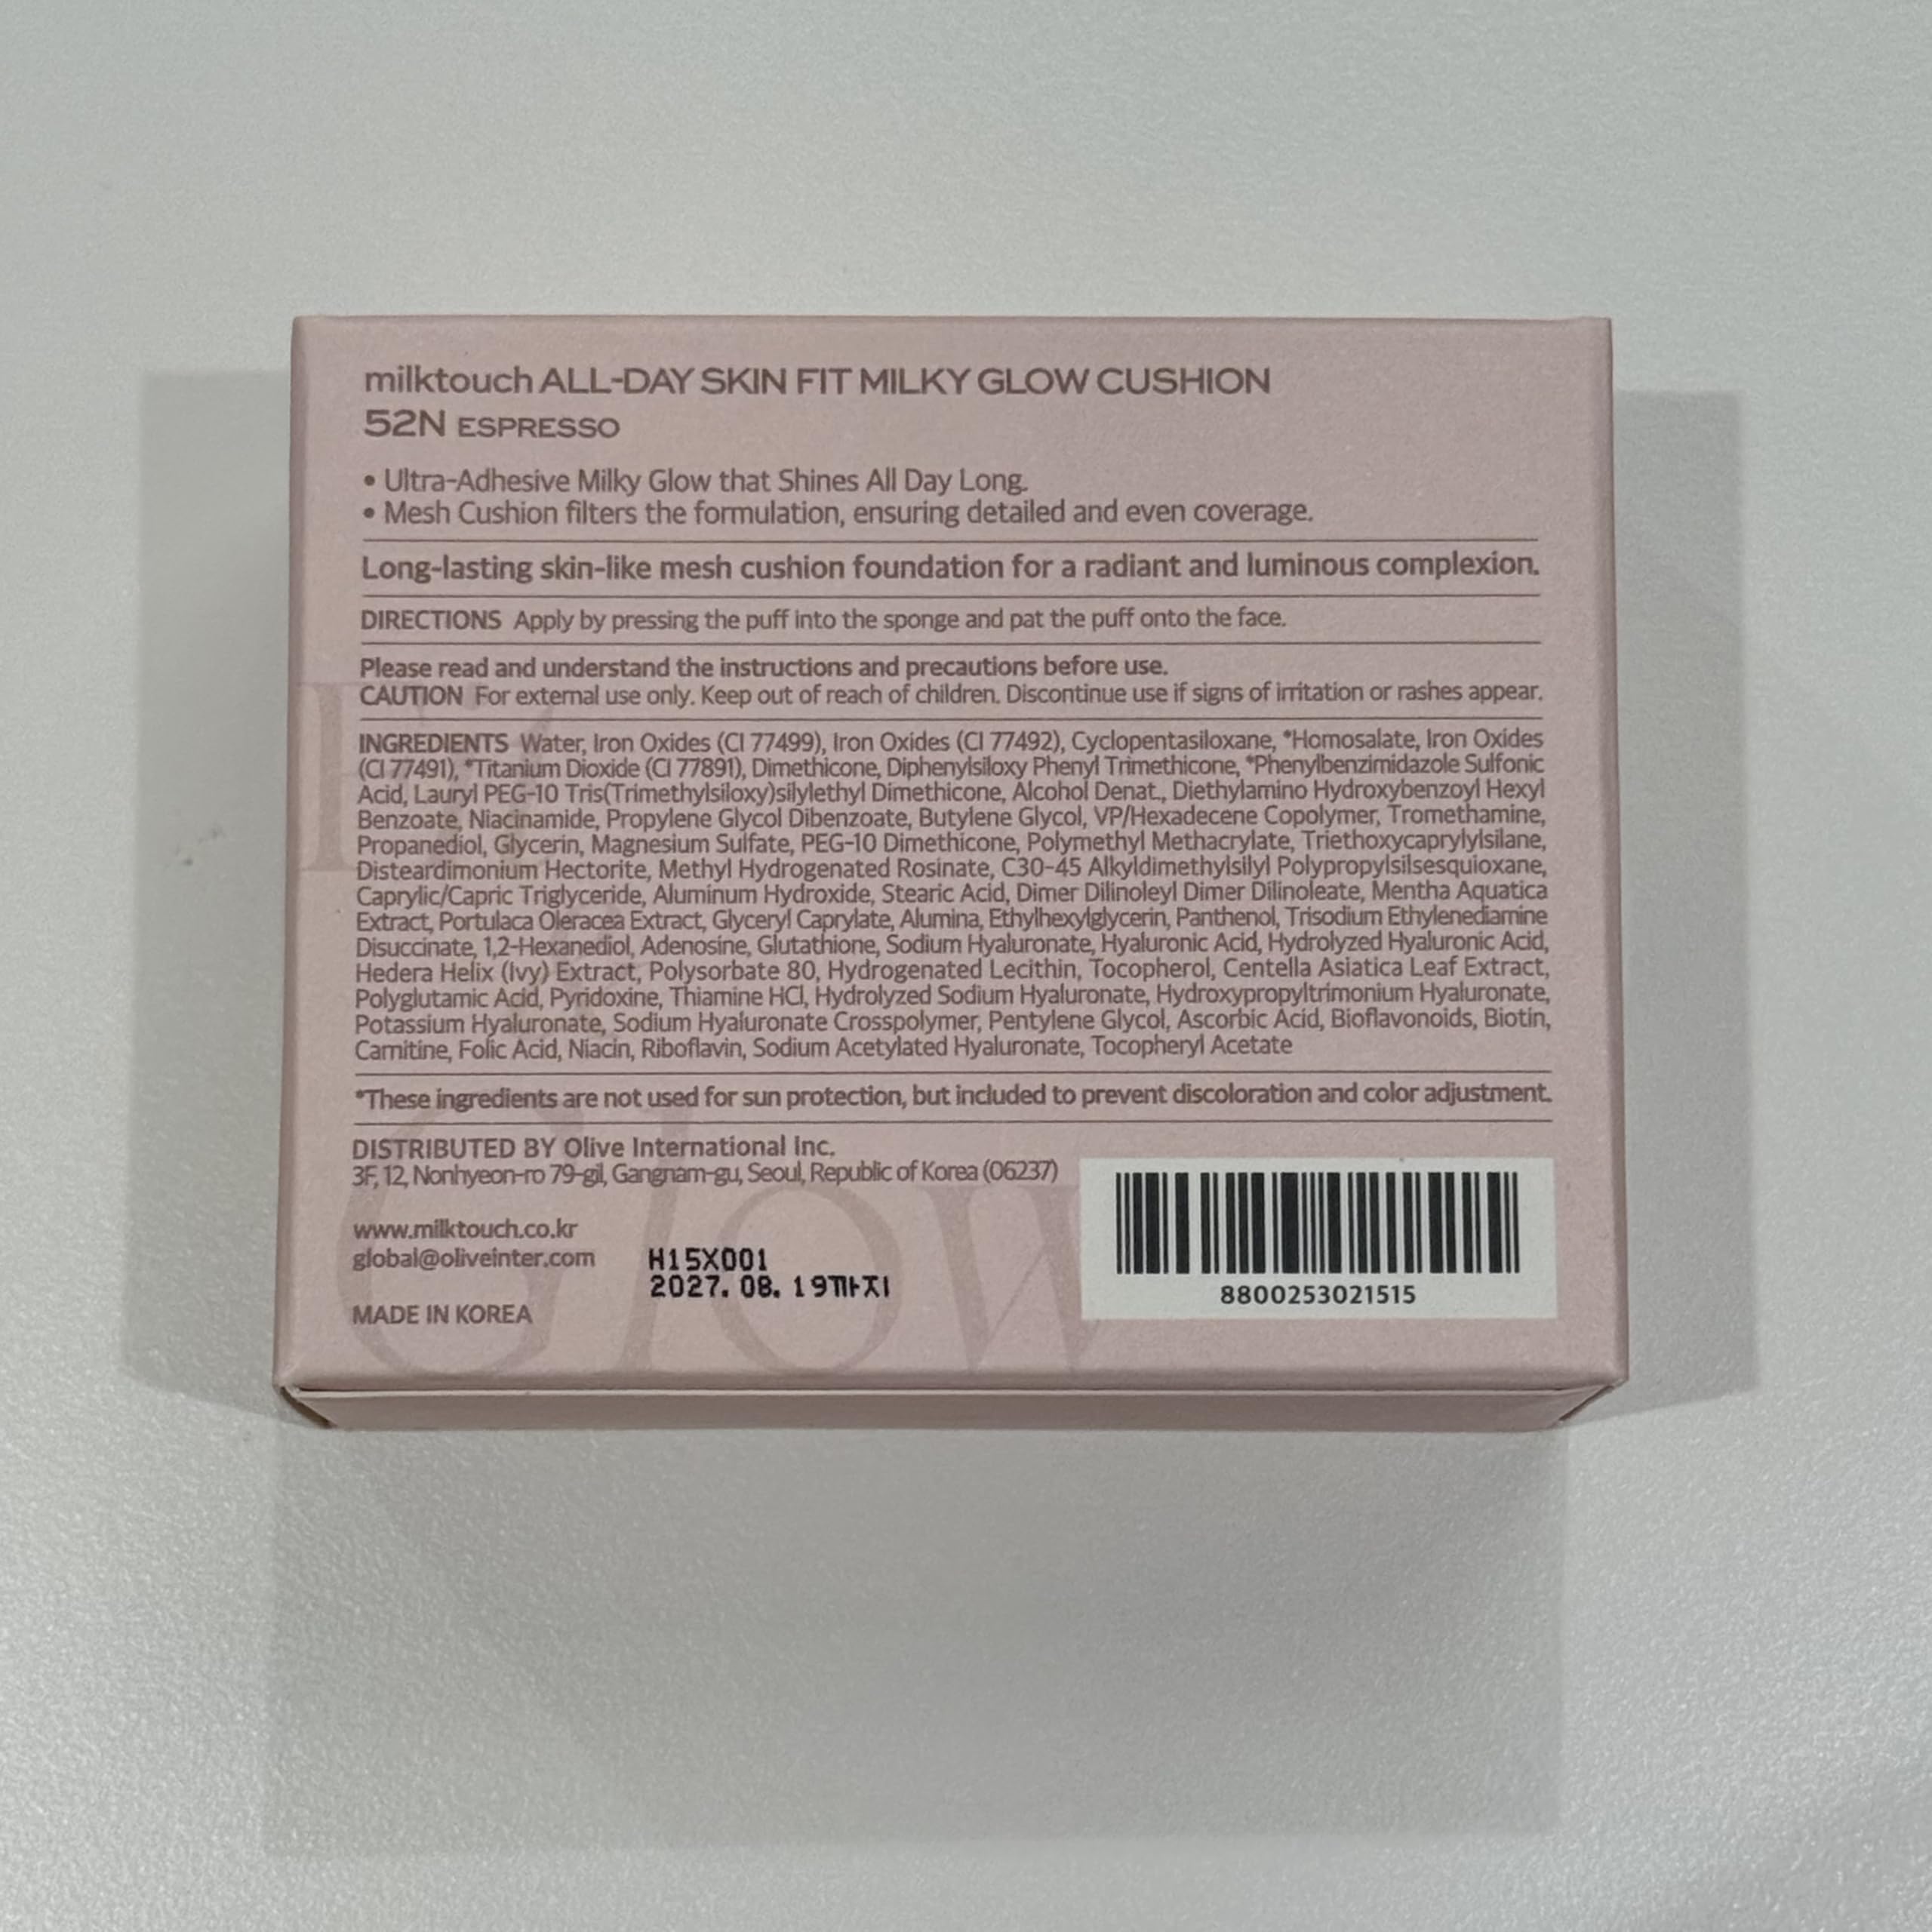 milktouch ALL-DAY SKIN FIT MILKY GLOW CUSHION
52N ESPRESSO
• Ultra-Adhesive Milky Glow that Shines All Day Long.
• Mesh Cushion filters the formulation, ensuring detailed and even coverage.
Long-lasting skin-like mesh cushion foundation for a radiant and luminous complexion.
DIRECTIONS Apply by pressing the puff into the sponge and pat the puff onto the face.
Please read and understand the instructions and precautions before use.
CAUTION For external use only. Keep out of reach of children. Discontinue use if signs of irritation or rashes appear.
INGREDIENTS Water, Iron Oxides (CI 77499), Iron Oxides (CI 77492), Cyclopentasiloxane, *Homosalate, Iron Oxides
(CI 77491), *Titanium Dioxide (CI 77891), Dimethicone, Diphenylsiloxy Phenyl Trimethicone, *Phenylbenzimidazole Sulfonic
Acid, Lauryl PEG-10 Tris(Trimethylsiloxy)silylethyl Dimethicone, Alcohol Denat., Diethylamino Hydroxybenzoyl Hexyl
Benzoate, Niacinamide, Propylene Glycol Dibenzoate, Butylene Glycol, VP/Hexadecene Copolymer, Tromethamine,
Propanediol, Glycerin, Magnesium Sulfate, PEG-10 Dimethicone, Polymethyl Methacrylate, Triethoxycaprylylsilane,
Disteardimonium Hectorite, Methyl Hydrogenated Rosinate, C30-45 Alkyldimethylsilyl Polypropylsilsesquioxane,
Caprylic/Capric Triglyceride, Aluminum Hydroxide, Stearic Acid, Dimer Dilinoleyl Dimer Dilinoleate, Mentha Aquatica
Extract, Portulaca Oleracea Extract, Glyceryl Caprylate, Alumina, Ethylhexylglycerin, Panthenol, Trisodium Ethylenediamine
Disuccinate, 1,2-Hexanediol, Adenosine, Glutathione, Sodium Hyaluronate, Hyaluronic Acid, Hydrolyzed Hyaluronic Acid,
Hedera Helix (Ivy) Extract, Polysorbate 80, Hydrogenated Lecithin, Tocopherol, Centella Asiatica Leaf Extract,
Polyglutamic Acid, Pyridoxine, Thiamine HCl, Hydrolyzed Sodium Hyaluronate, Hydroxypropyltrimonium Hyaluronate,
Potassium Hyaluronate, Sodium Hyaluronate Crosspolymer, Pentylene Glycol, Ascorbic Acid, Bioflavonoids, Biotin,
Carnitine, Folic Acid, Niacin, Riboflavin, Sodium Acetylated Hyaluronate, Tocopheryl Acetate
*These ingredients are not used for sun protection, but included to prevent discoloration and color adjustment.
DISTRIBUTED BY Olive International Inc.
3F, 12, Nonhyeon-ro 79-gil, Gangnam-gu, Seoul, Republic of Korea (06237)
www.milktouch.co.kr
global@oliveinter.com
H15X001
2027. 08. 19까지
MADE IN KOREA
8800253021515
Glow